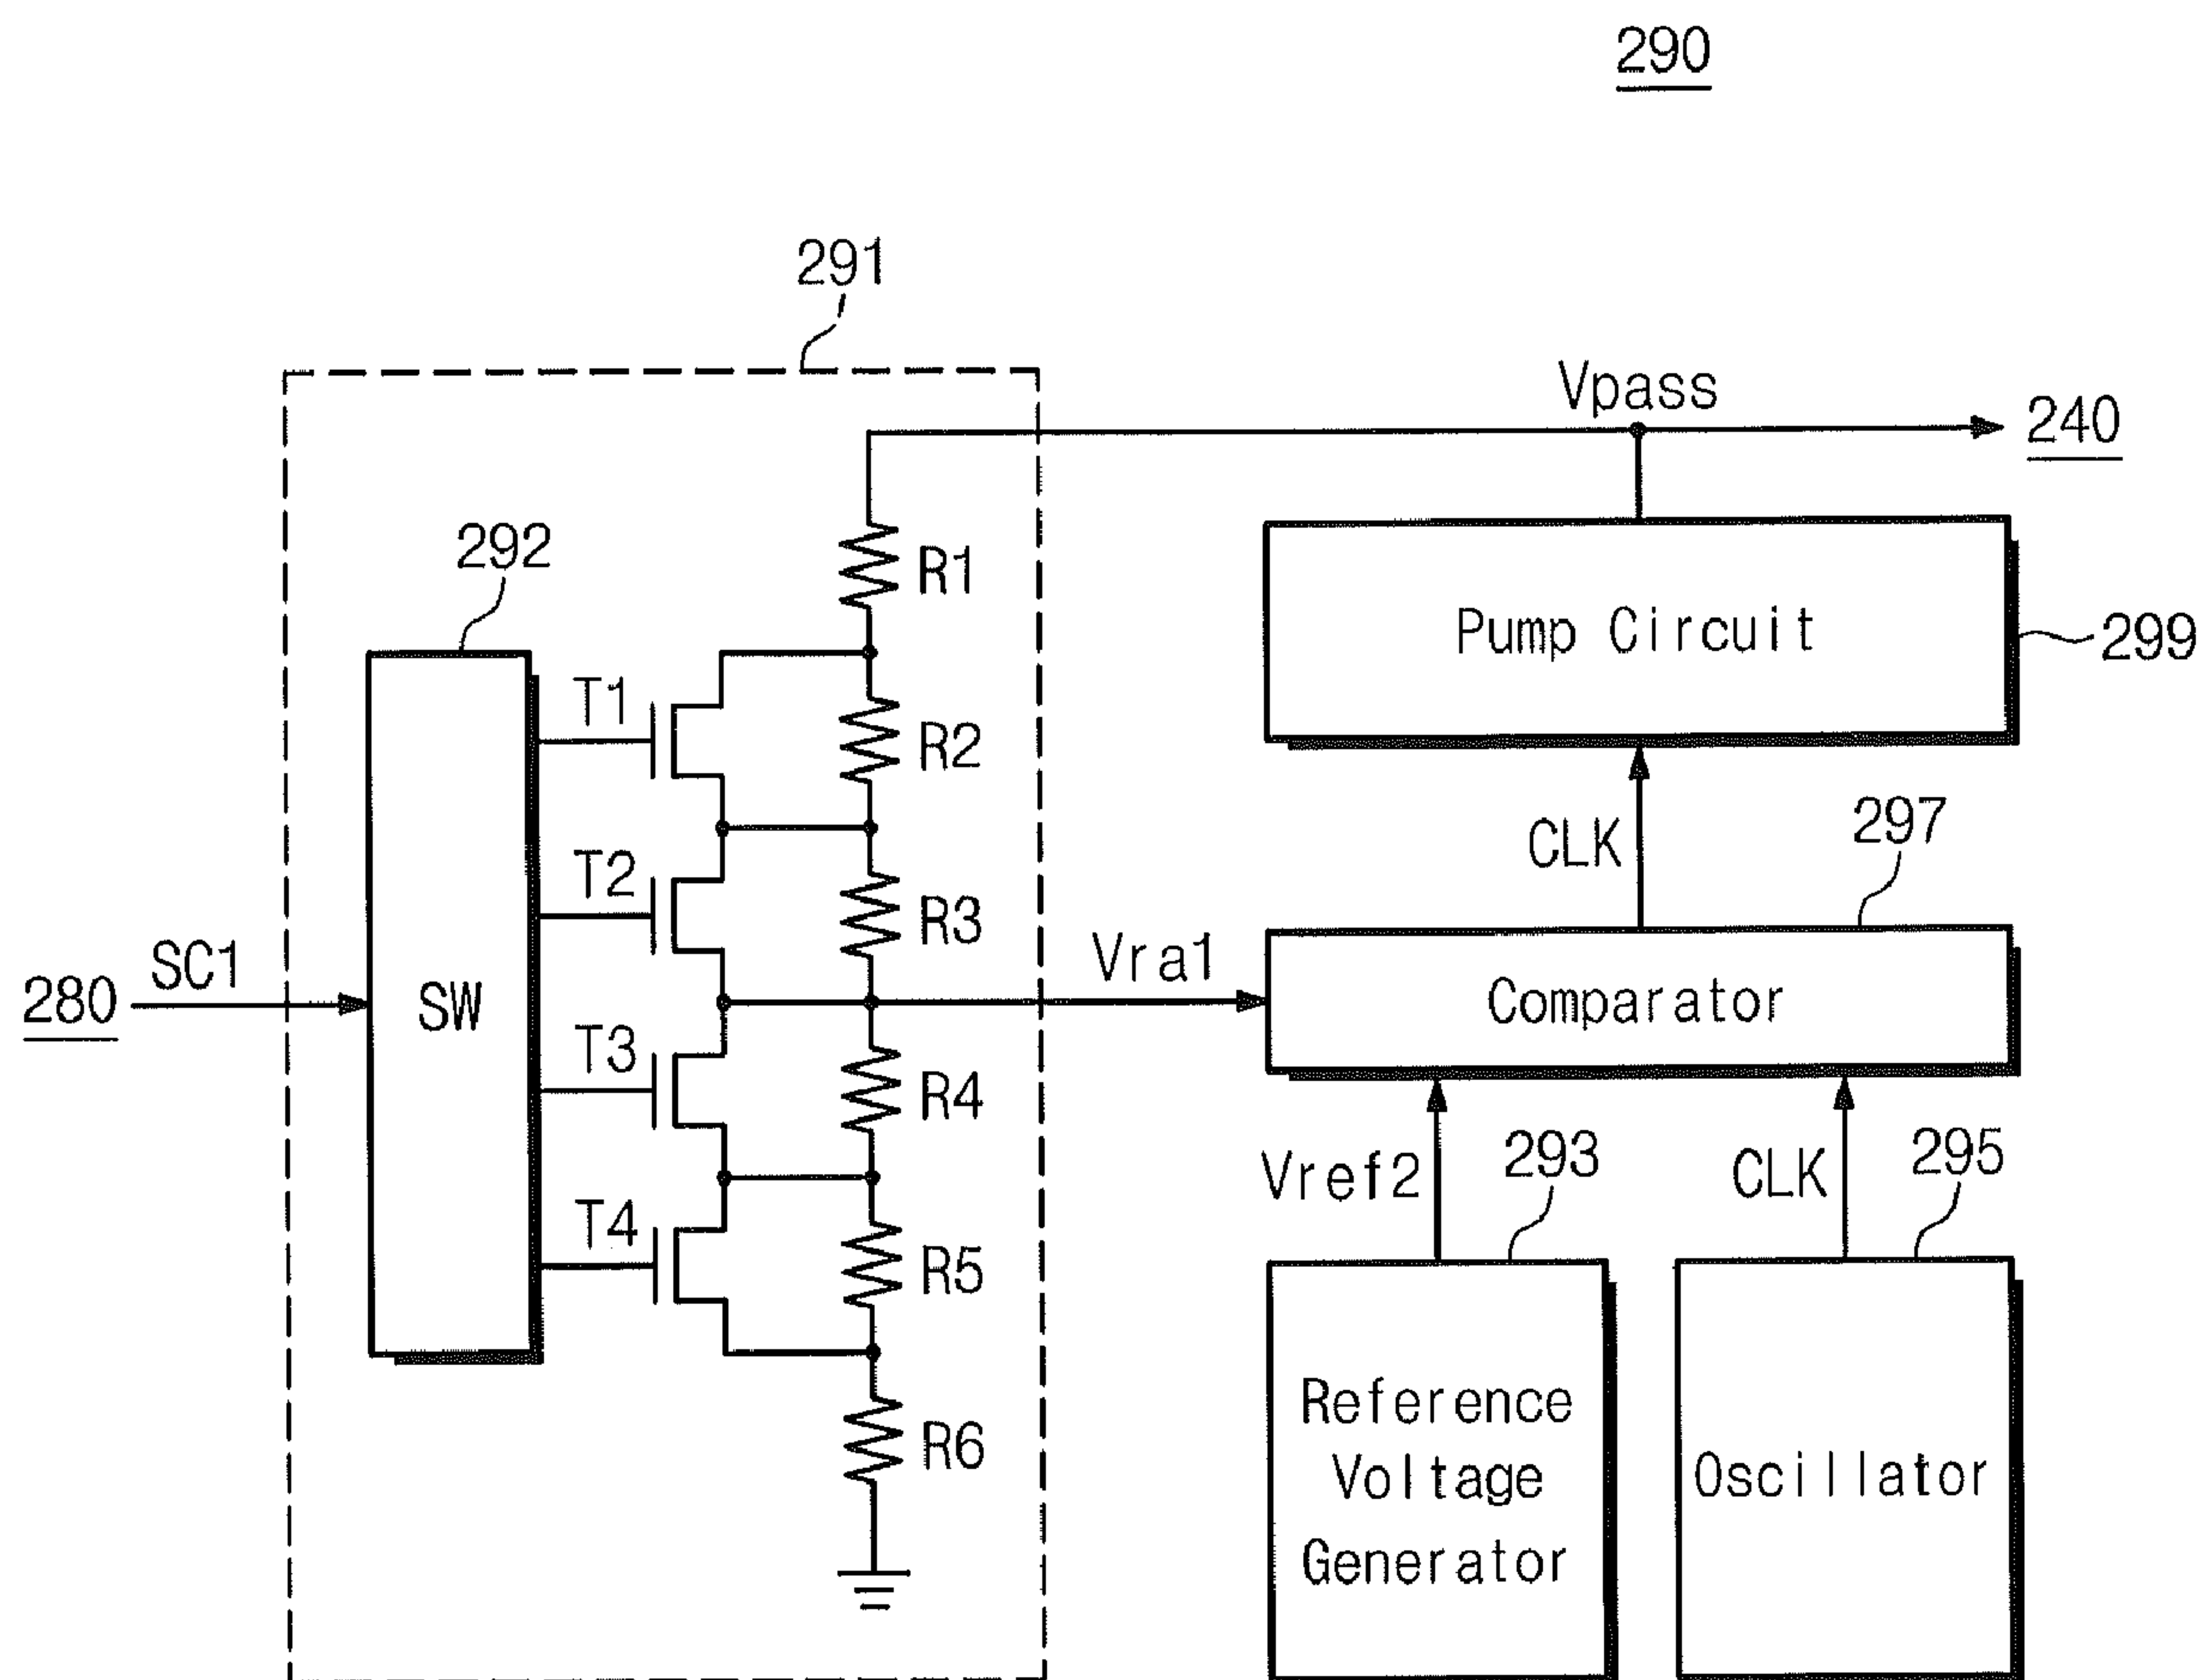 290
291
Vpass
240
292
R1
Pump Circuit
299
T1
R2
297
CLK
T2
R3
SC1
Vra1
280
SW
Comparator
T3
R4
293
295
Vref2
CLK
T4
R5
Reference
Voltage
Generator
Oscillator
R6